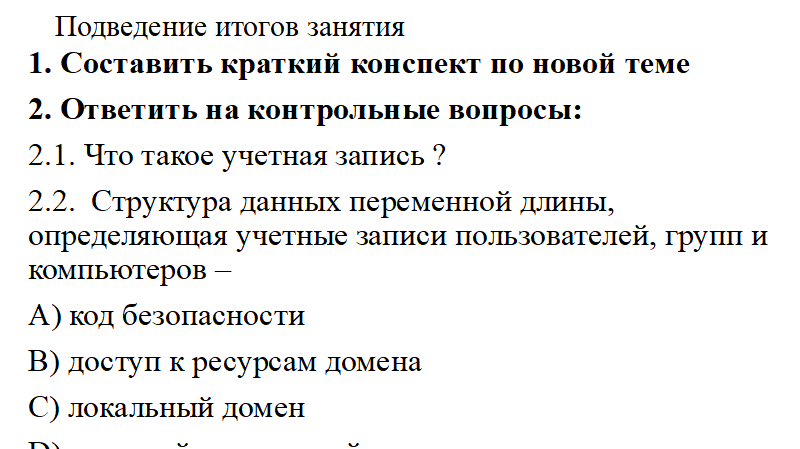 Подведение итогов занятия
1. Составить краткий конспект по новой теме
2. Ответить на контрольные вопросы:
2.1. Что такое учетная запись ?
2.2. Структура данных переменной длины,
определяющая учетные записи пользователей, групп и
компьютеров –
А) код безопасности
В) доступ к ресурсам домена
С) локальный домен